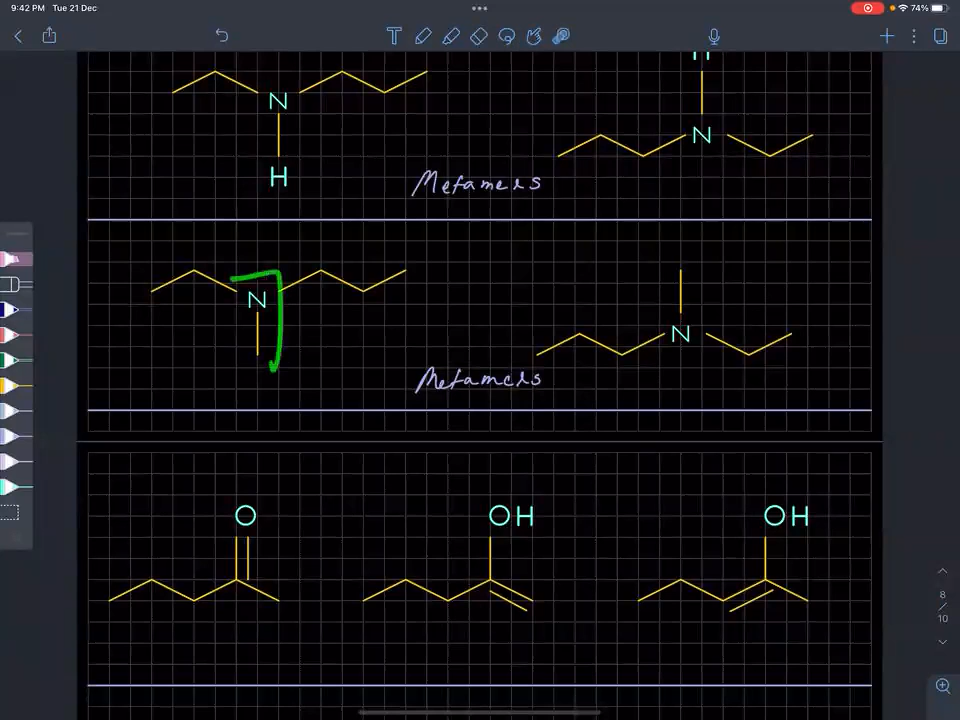 9:42 PM Tue 21 Dec
74%
T
H
N
N
H
Metamers
N
N
Metamers
8
/
10
O
OH
OH